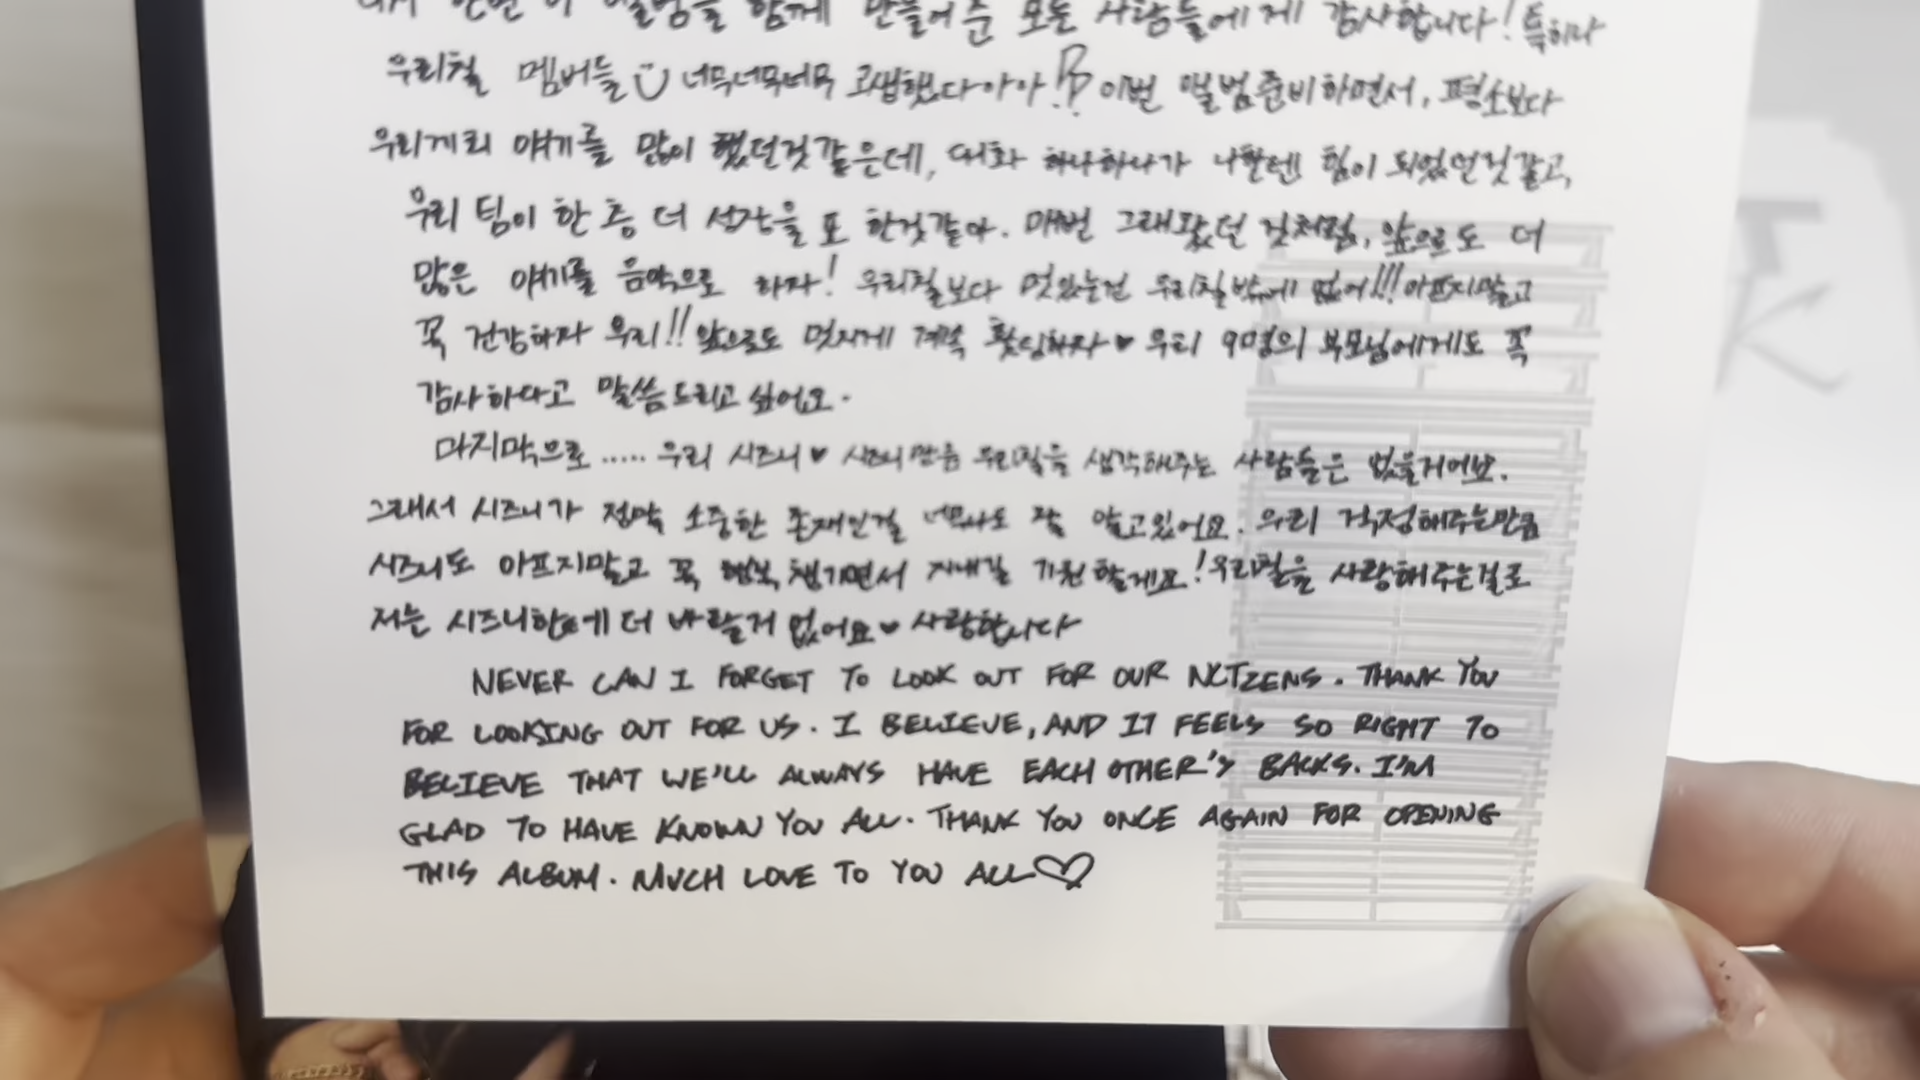 다시 한번 이 앨범을 함께 만들어준 모든 사람들에게 감사합니다! 특히나
우리칠 멤버들 너무너무너무 고생했다아아!? 이번 앨범준비하면서, 평소보다
우리끼리 얘기를 많이 했던것같은데, 대화 하나하나가 나한텐 힘이 되었던것같고,
우리 팀이 한 층 더 성장을 또 한것같아. 매번 그래왔던 것처럼, 앞으로도 더
많은 얘기를 음악으로 하자! 우리칠보다 멋있는건 우리칠밖에 없어!!! 아프지말고
꼭 건강하자 우리!! 앞으로도 멋지게 계속 활동하자♥ 우리 9명의 부모님에게도 꼭
감사하다고 말씀드리고 싶어요.
마지막으로..... 우리 시즈니♥ 시즈니만큼 우리칠을 생각해주는 사람들은 없을거에요.
그래서 시즈니가 정말 소중한 존재인걸 너무나도 잘 알고있어요. 우리 걱정해주는만큼
시즈니도 아프지말고 꼭 행복 챙기면서 지내길 기원할게요! 우리칠을 사랑해주는걸로
저는 시즈니한테 더 바랄거 없어요♥ 사랑합니다
NEVER CAN I FORGET TO LOOK OUT FOR OUR NCTZENS. THANK YOU
FOR LOOKING OUT FOR US. I BELIEVE, AND IT FEELS SO RIGHT TO
BELIEVE THAT WE'LL ALWAYS HAVE EACH OTHER'S BACKS. I'M
GLAD TO HAVE KNOWN YOU ALL. THANK YOU ONCE AGAIN FOR OPENING
THIS ALBUM. MUCH LOVE TO YOU ALL♡